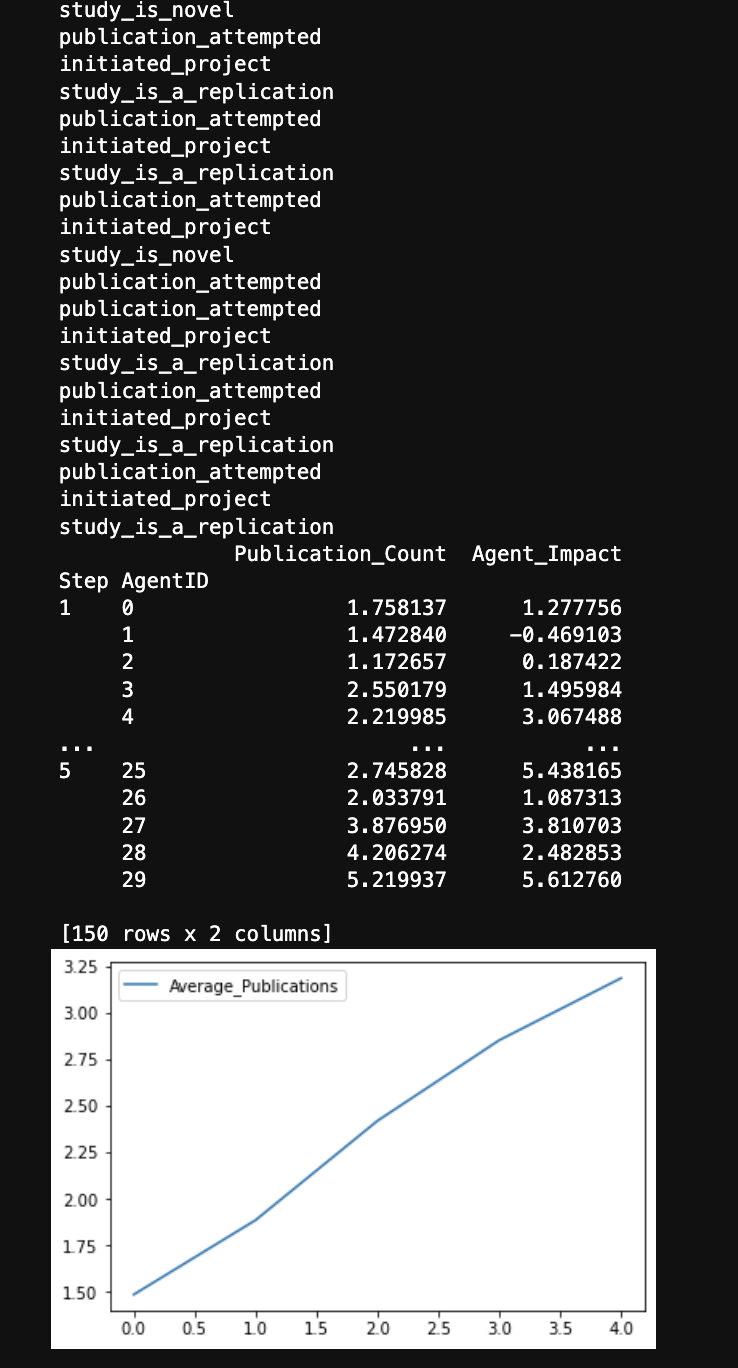 study_is_novel
publication_attempted
initiated_project
study_is_a_replication
publication_attempted
initiated_project
study_is_a_replication
publication_attempted
initiated_project
study_is_novel
publication_attempted
publication_attempted
initiated_project
study_is_a_replication
publication_attempted
initiated_project
study_is_a_replication
publication_attempted
initiated_project
study_is_a_replication
Publication_Count Agent_Impact
Step AgentID
1 0 1.758137 1.277756
1 1.472840 -0.469103
2 1.172657 0.187422
3 2.550179 1.495984
4 2.219985 3.067488
... ... ...
5 25 2.745828 5.438165
26 2.033791 1.087313
27 3.876950 3.810703
28 4.206274 2.482853
29 5.219937 5.612760
[150 rows x 2 columns]
3.25
Average_Publications
3.00
2.75
2.50
2.25
2.00
1.75
1.50
0.0 0.5 1.0 1.5 2.0 2.5 3.0 3.5 4.0